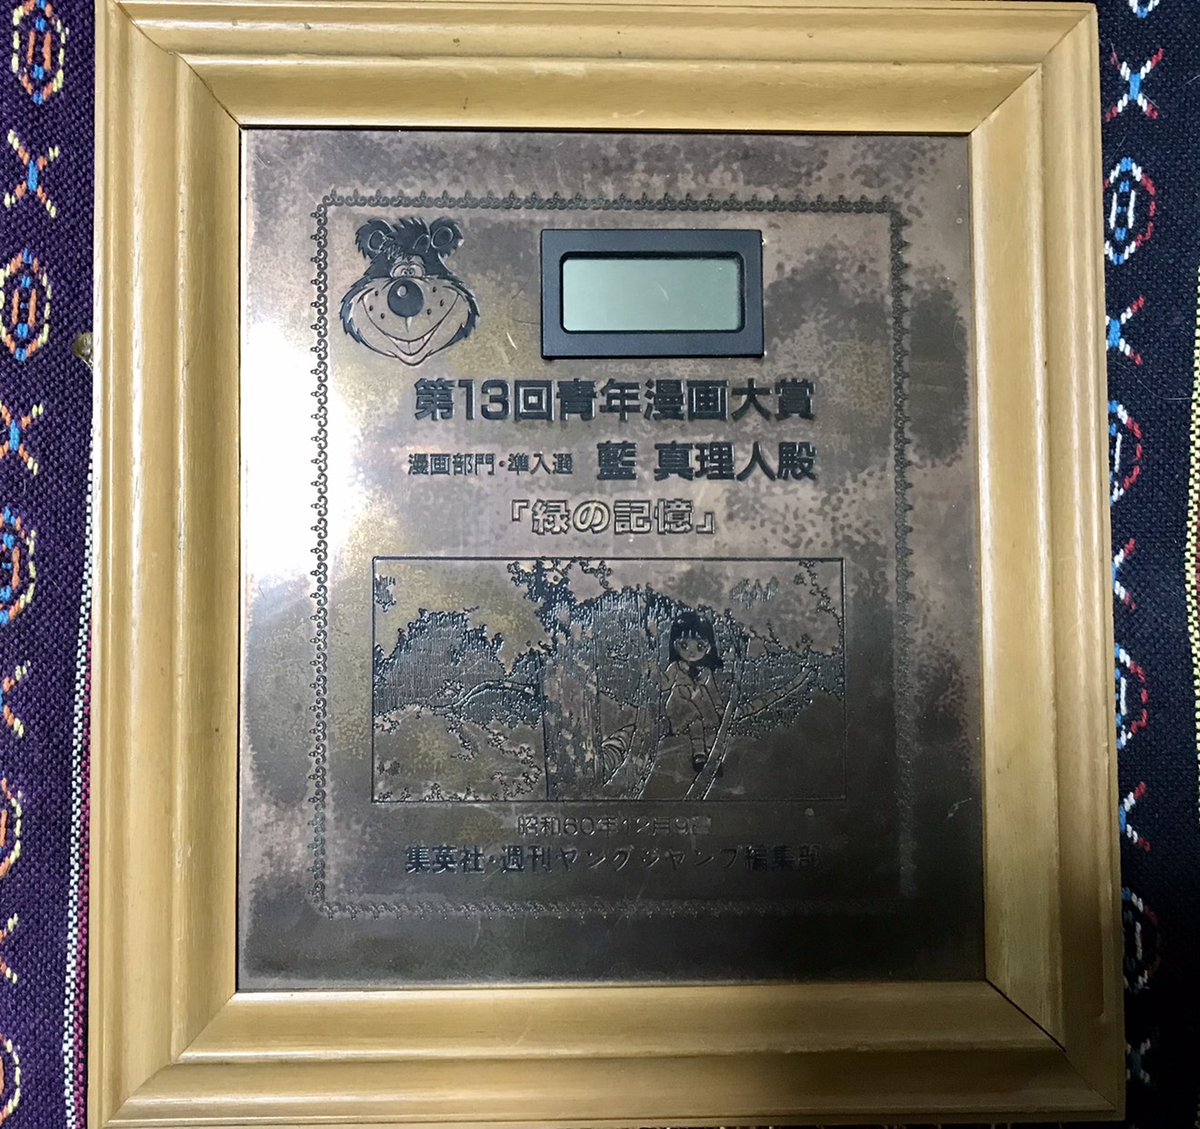 第13回青年漫画大賞
漫画部門・準入選 藍 真理人殿
「緑の記憶」
昭和60年12月9日
集英社・週刊ヤングジャンプ編集部